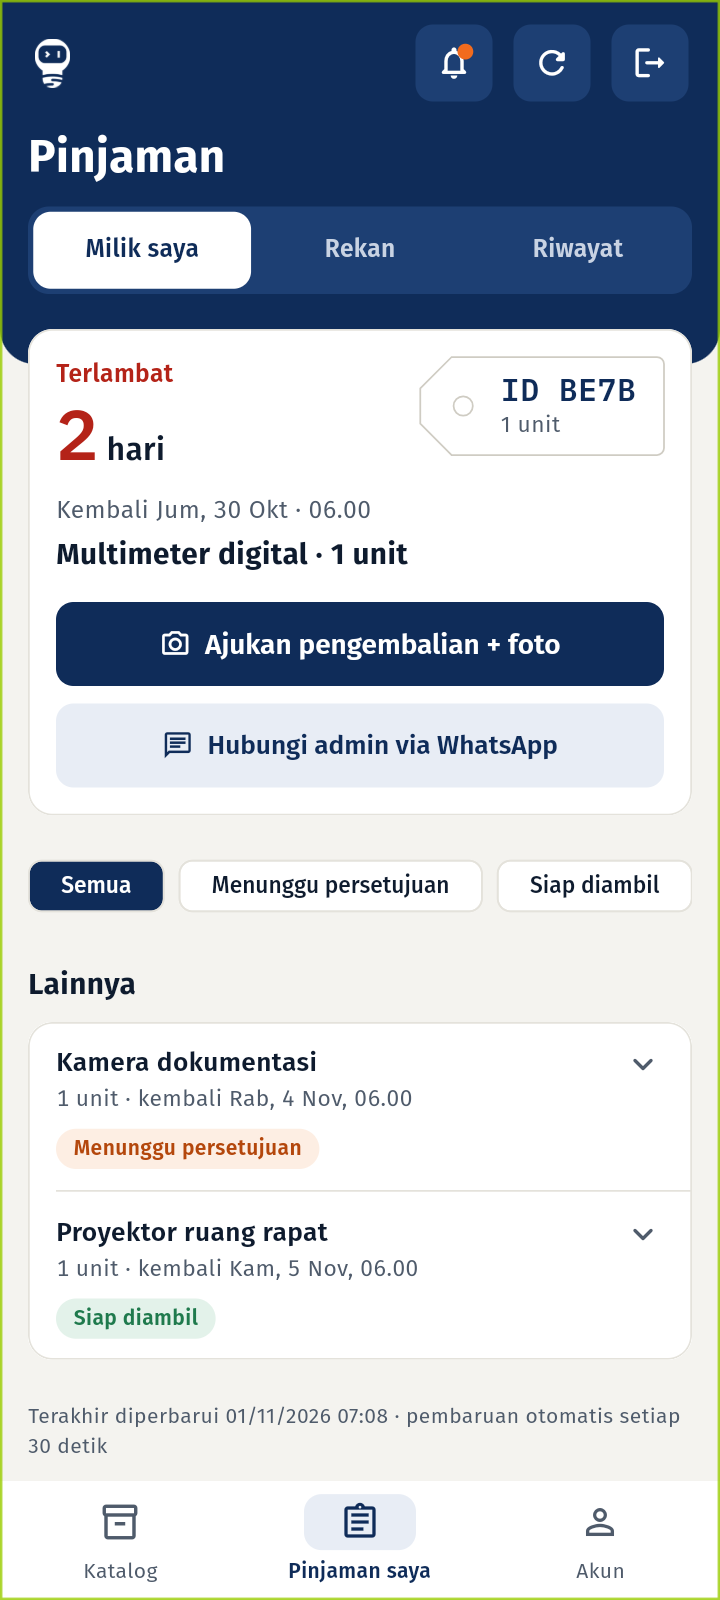 Pinjaman
Milik saya
Rekan
Riwayat
Terlambat
2 hari
ID BE7B
1 unit
Kembali Jum, 30 Okt · 06.00
Multimeter digital · 1 unit
Ajukan pengembalian + foto
Hubungi admin via WhatsApp
Semua
Menunggu persetujuan
Siap diambil
Lainnya
Kamera dokumentasi
1 unit · kembali Rab, 4 Nov, 06.00
Menunggu persetujuan
Proyektor ruang rapat
1 unit · kembali Kam, 5 Nov, 06.00
Siap diambil
Terakhir diperbarui 01/11/2026 07:08 · pembaruan otomatis setiap
30 detik
Katalog
Pinjaman saya
Akun